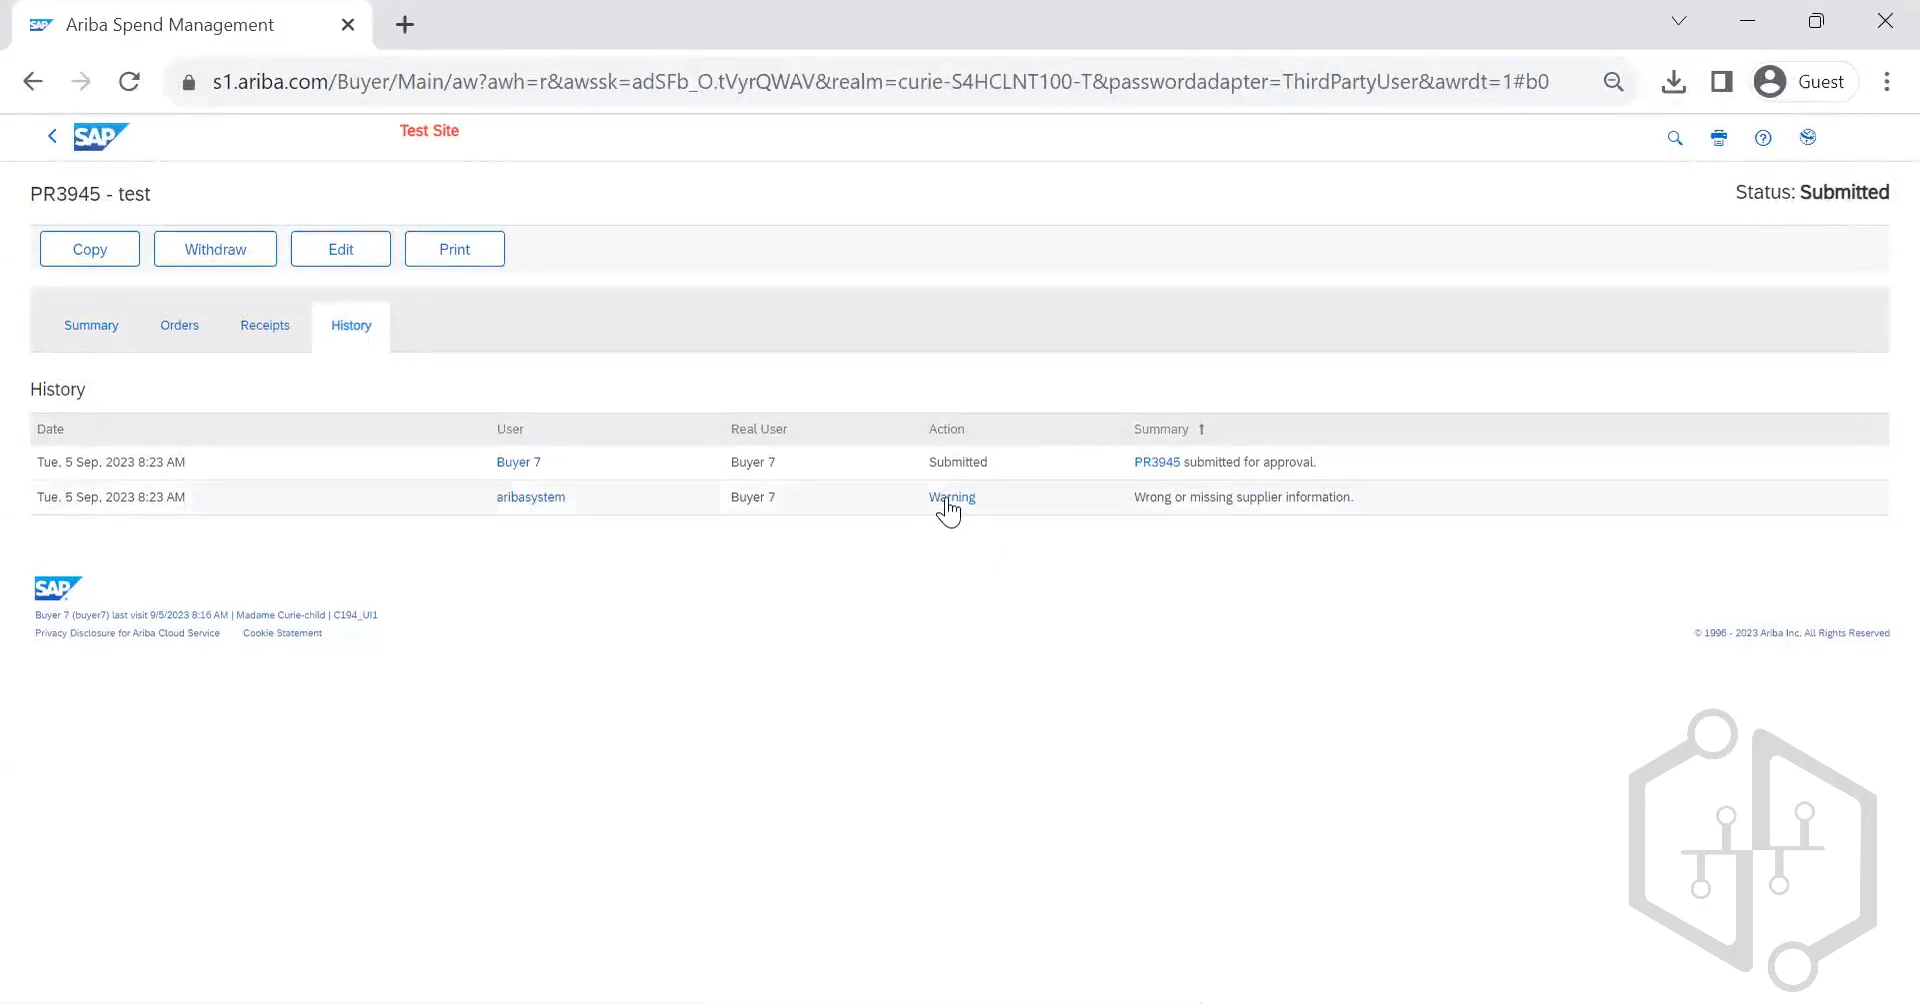 SAP Ariba Spend Management
s1.ariba.com/Buyer/Main/aw?awh=r&awssk=adSFb_O.tVyrQWAV&realm=curie-S4HCLNT100-T&passwordadapter=ThirdPartyUser&awrdt=1#b0 Guest
SAP Test Site
PR3945 - test Status: Submitted
Copy Withdraw Edit Print
Summary Orders Receipts History
History
Date User Real User Action Summary ↑
Tue, 5 Sep, 2023 8:23 AM Buyer 7 Buyer 7 Submitted PR3945 submitted for approval.
Tue, 5 Sep, 2023 8:23 AM aribasystem Buyer 7 Warning Wrong or missing supplier information.
SAP
Buyer 7 (buyer7) last visit 9/5/2023 8:16 AM | Madame Curie-child | C194_UI1
Privacy Disclosure for Ariba Cloud Service Cookie Statement © 1996 - 2023 Ariba Inc. All Rights Reserved